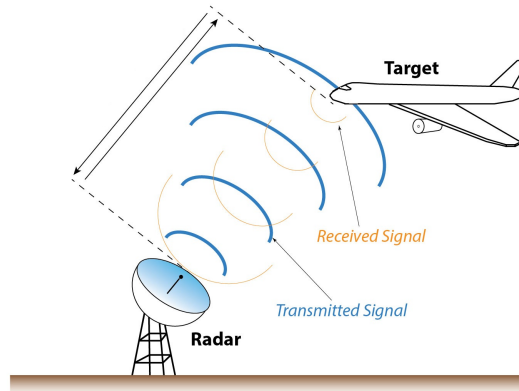 Target
Received Signal
Transmitted Signal
Radar